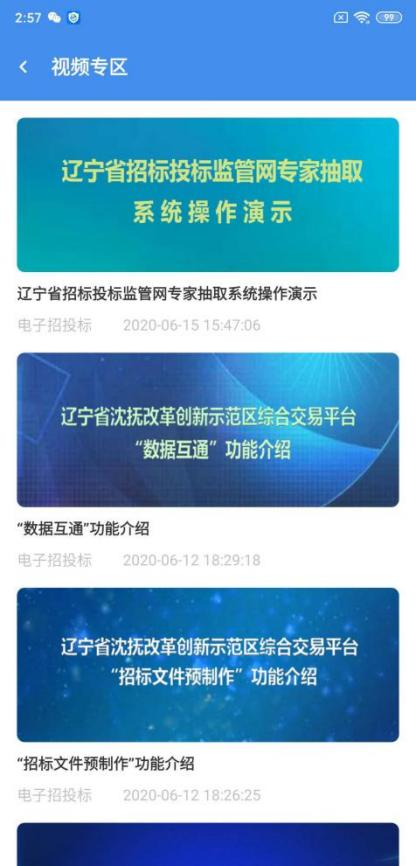 2:57
99
视频专区
辽宁省招标投标监管网专家抽取
系统操作演示
辽宁省招标投标监管网专家抽取系统操作演示
电子招投标 2020-06-15 15:47:06
辽宁省沈抚改革创新示范区综合交易平台
“数据互通”功能介绍
“数据互通”功能介绍
电子招投标 2020-06-12 18:29:18
辽宁省沈抚改革创新示范区综合交易平台
“招标文件预制作”功能介绍
“招标文件预制作”功能介绍
电子招投标 2020-06-12 18:26:25